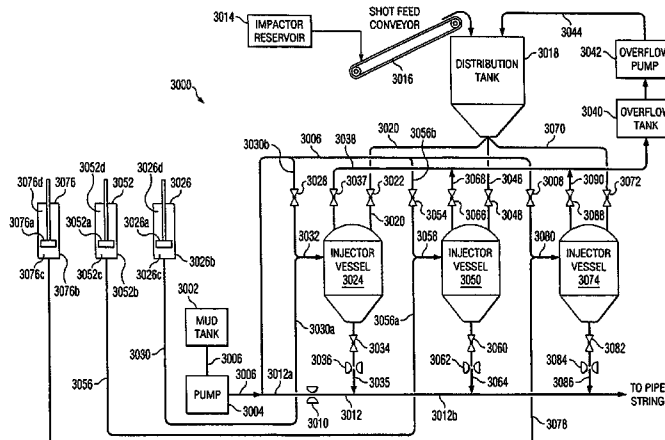 3014
IMPACTOR
RESERVOIR
SHOT FEED
CONVEYOR
3016
DISTRIBUTION
TANK
3018
3044
3042
OVERFLOW
PUMP
3040
OVERFLOW
TANK
3000
3020
3070
3006
3030b
3038
3056b
3076d
3076
3052d
3052
3026d
3026
3028
3037
3022
3068
3046
3008
3090
3072
3076a
3052a
3026a
3054
3066
3048
3088
3020
3032
3058
3080
3076c
3076b
3052c
3052b
3026c
3026b
INJECTOR
VESSEL
3024
INJECTOR
VESSEL
3050
INJECTOR
VESSEL
3074
3002
MUD
TANK
3056a
3030a
3030
3006
3034
3060
3082
3036
3035
3062
3064
3084
3086
3056
PUMP
3006
3012a
3004
3010
3012
3012b
3078
TO PIPE
STRING